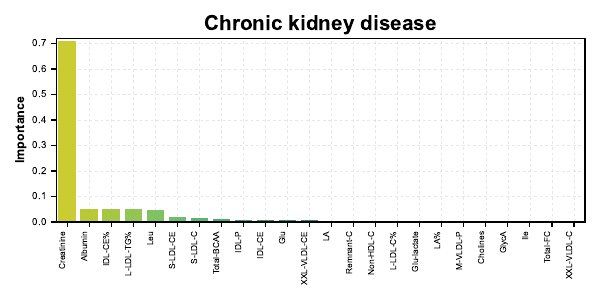 Chronic kidney disease
Importance
0.7
0.6
0.5
0.4
0.3
0.2
0.1
0.0
Creatinine
Albumin
IDL-CE%
L-LDL-TG%
Leu
S-LDL-CE
S-LDL-C
Total-BCAA
IDL-P
IDL-CE
Glu
XXL-VLDL-CE
LA
Remnant-C
Non-HDL-C
L-LDL-C%
Glu-lactate
LA%
M-VLDL-P
Cholines
GlycA
Ile
Total-FC
XXL-VLDL-C